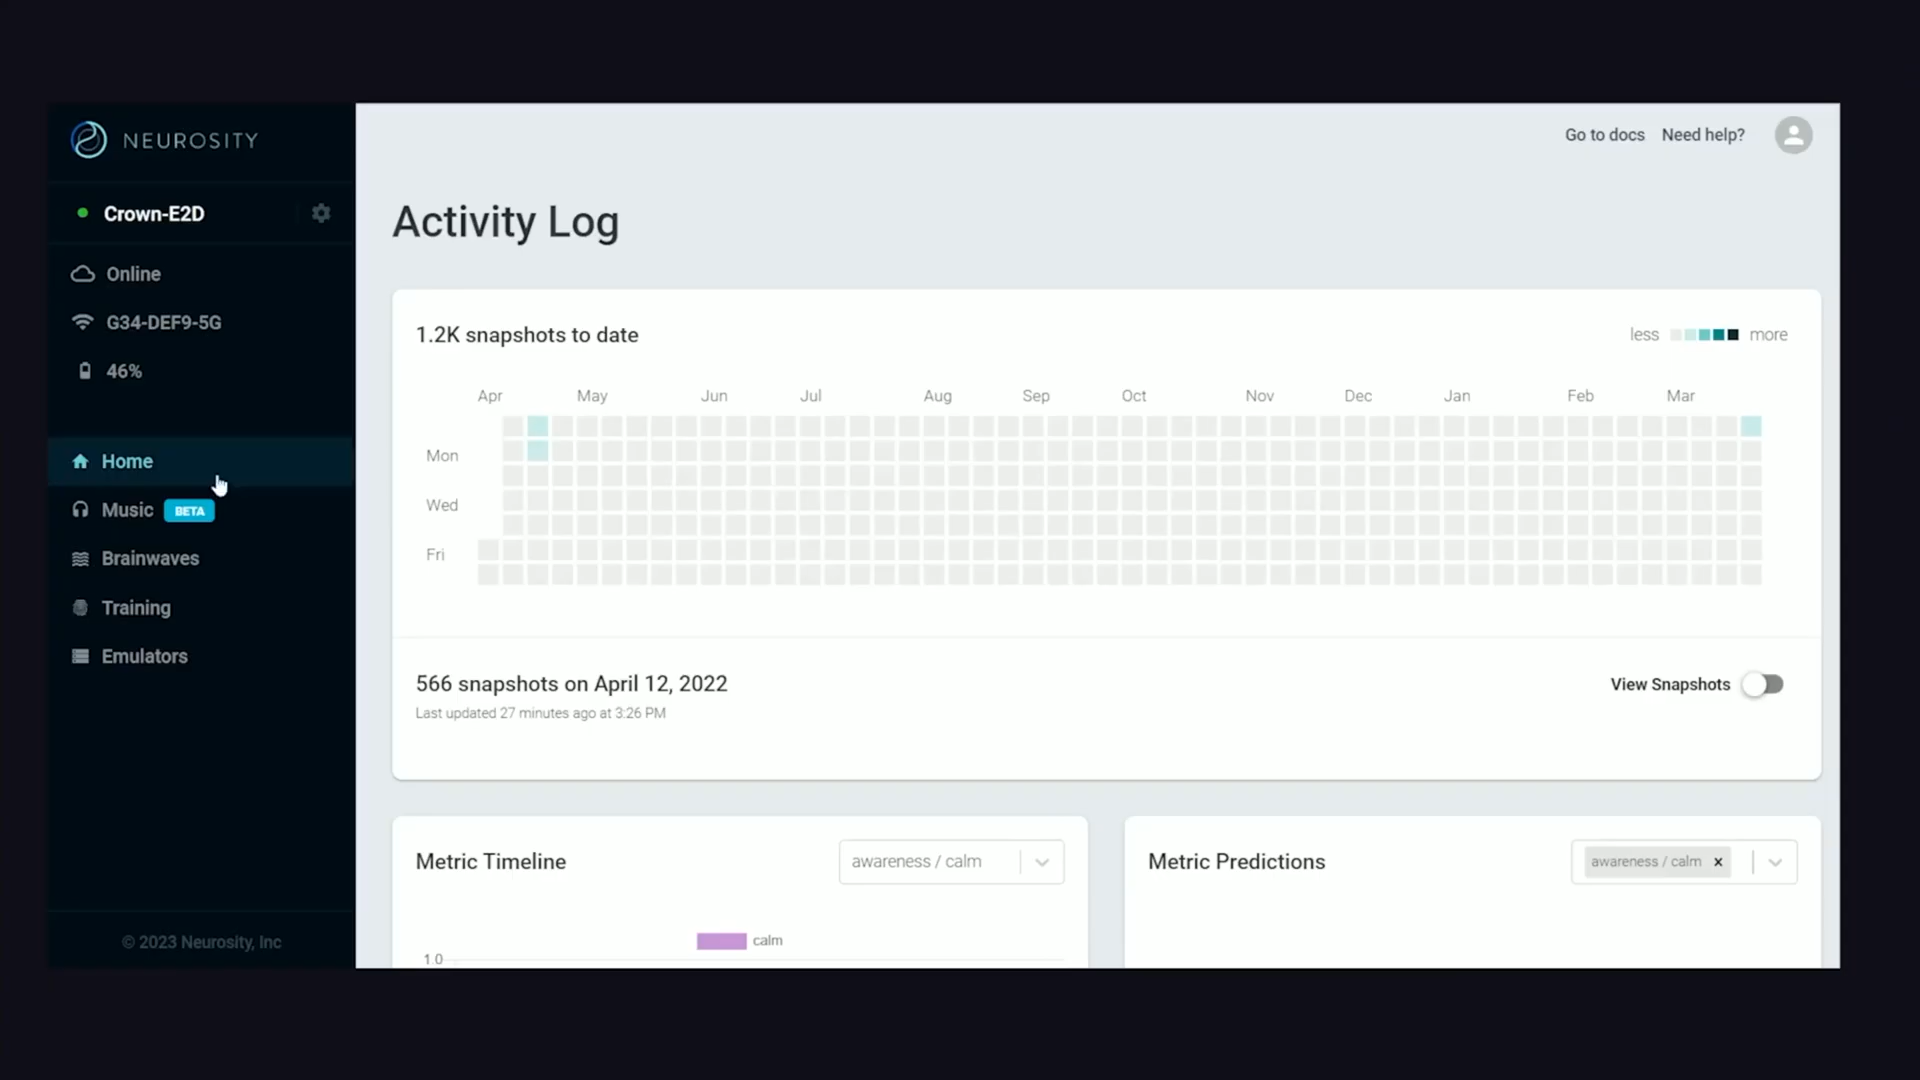 NEUROSITY
Crown-E2D
Online
G34-DEF9-5G
46%
Home
Music BETA
Brainwaves
Training
Emulators
© 2023 Neurosity, Inc
Go to docs Need help?
Activity Log
1.2K snapshots to date
less more
Apr May Jun Jul Aug Sep Oct Nov Dec Jan Feb Mar
Mon
Wed
Fri
566 snapshots on April 12, 2022
View Snapshots
Last updated 27 minutes ago at 3:26 PM
Metric Timeline
awareness / calm
calm
1.0
Metric Predictions
awareness / calm x